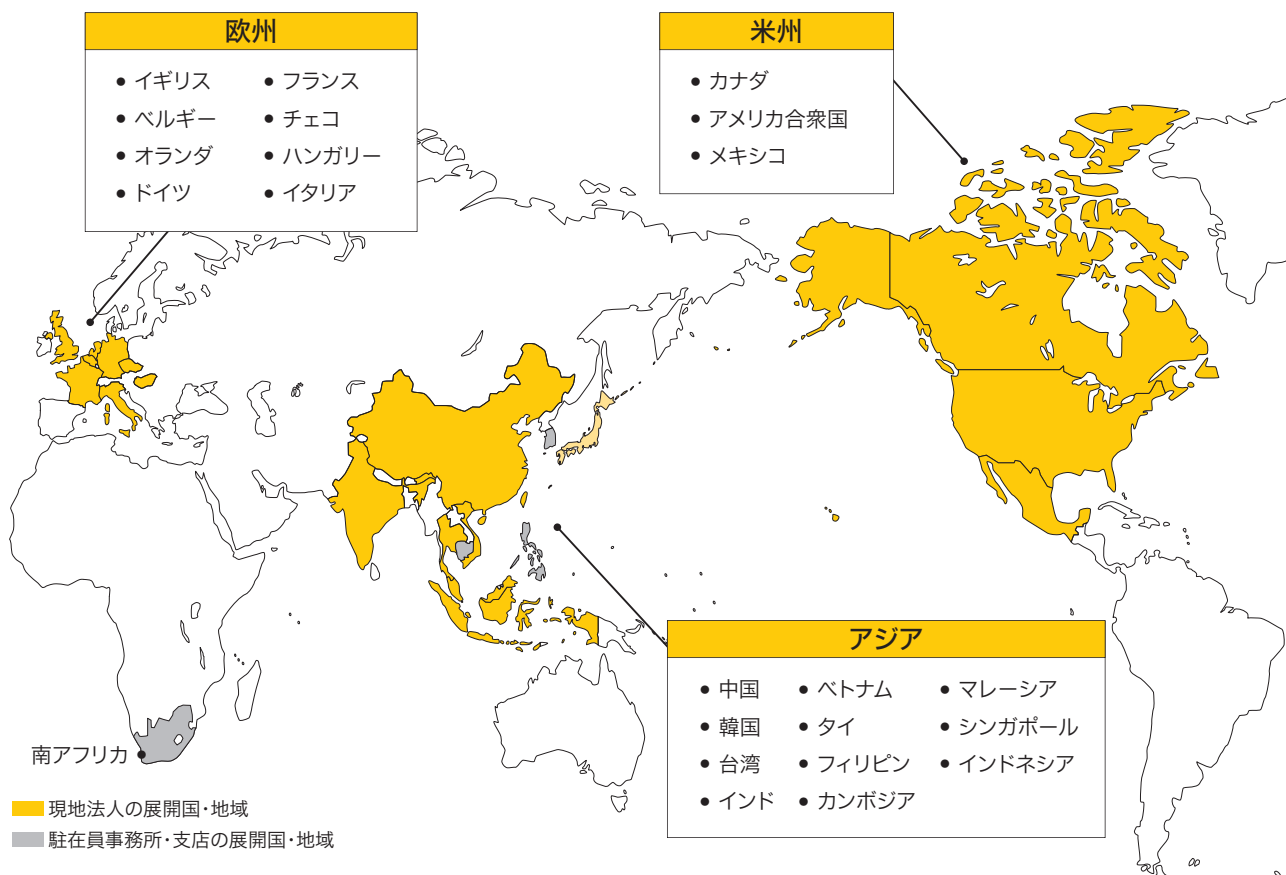 欧州
• イギリス • フランス
• ベルギー • チェコ
• オランダ • ハンガリー
• ドイツ • イタリア
米州
• カナダ
• アメリカ合衆国
• メキシコ
アジア
• 中国 • ベトナム • マレーシア
• 韓国 • タイ • シンガポール
• 台湾 • フィリピン • インドネシア
• インド • カンボジア
南アフリカ
現地法人の展開国・地域
駐在員事務所・支店の展開国・地域